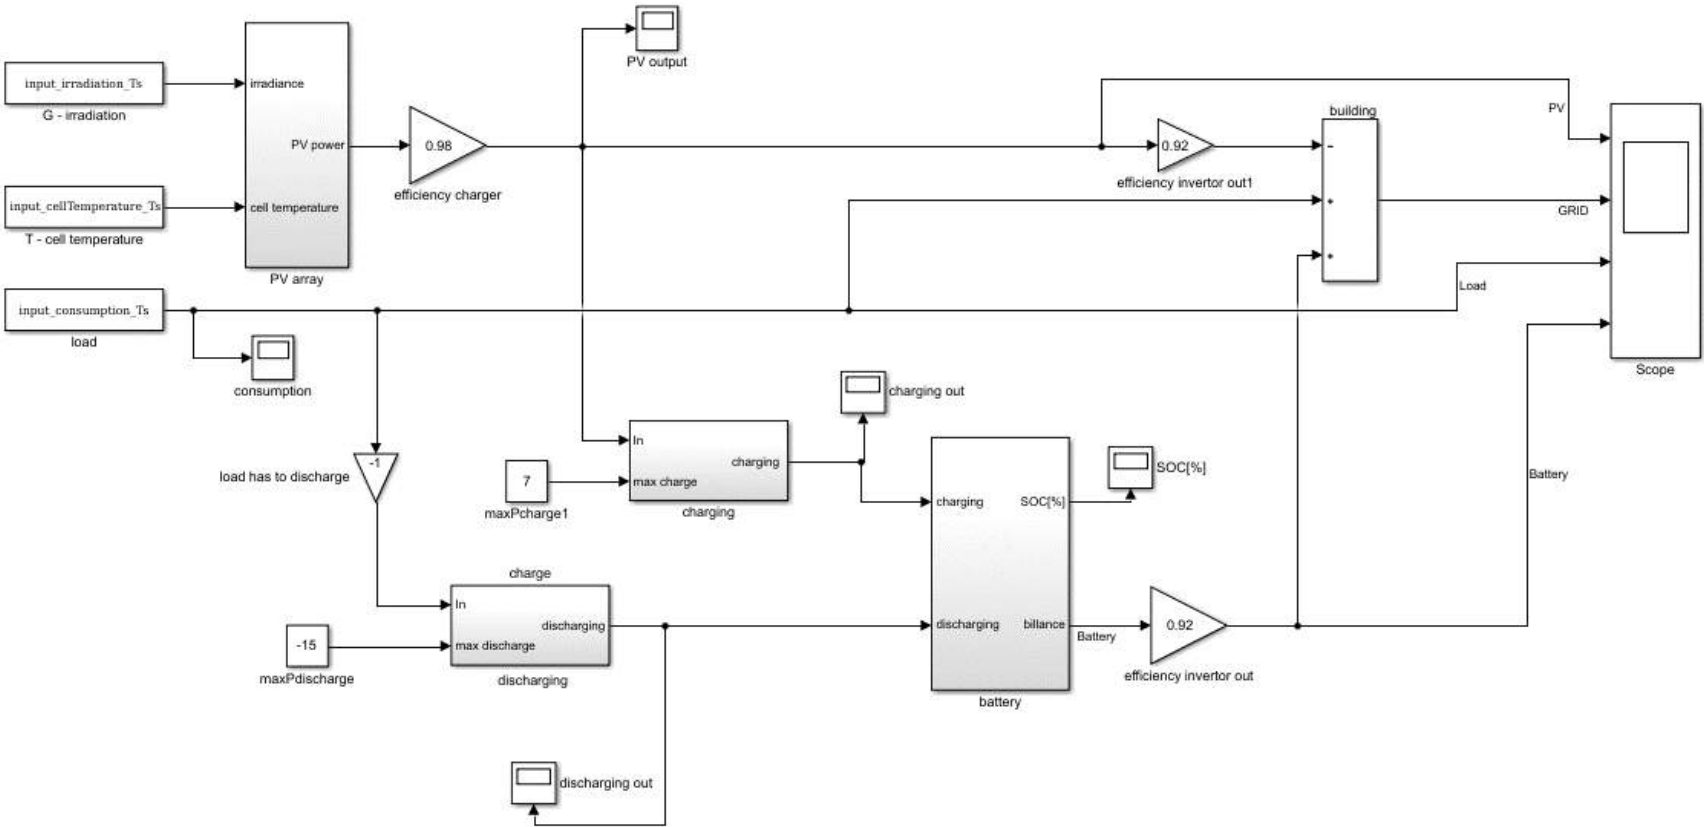 PV output
input_irradiation_Ts
G - irradiation
irradiance
PV power
cell temperature
PV array
input_cellTemperature_Ts
T - cell temperature
0.98
efficiency charger
0.92
efficiency invertor out1
building
-
+
+
PV
GRID
Load
Battery
Scope
input_consumption_Ts
load
consumption
-1
load has to discharge
7
maxPcharge1
In
max charge
charging
charging
charging out
charge
-15
maxPdischarge
In
max discharge
discharging
discharging
charging
discharging
SOC[%]
billance
battery
SOC[%]
Battery
0.92
efficiency invertor out
discharging out